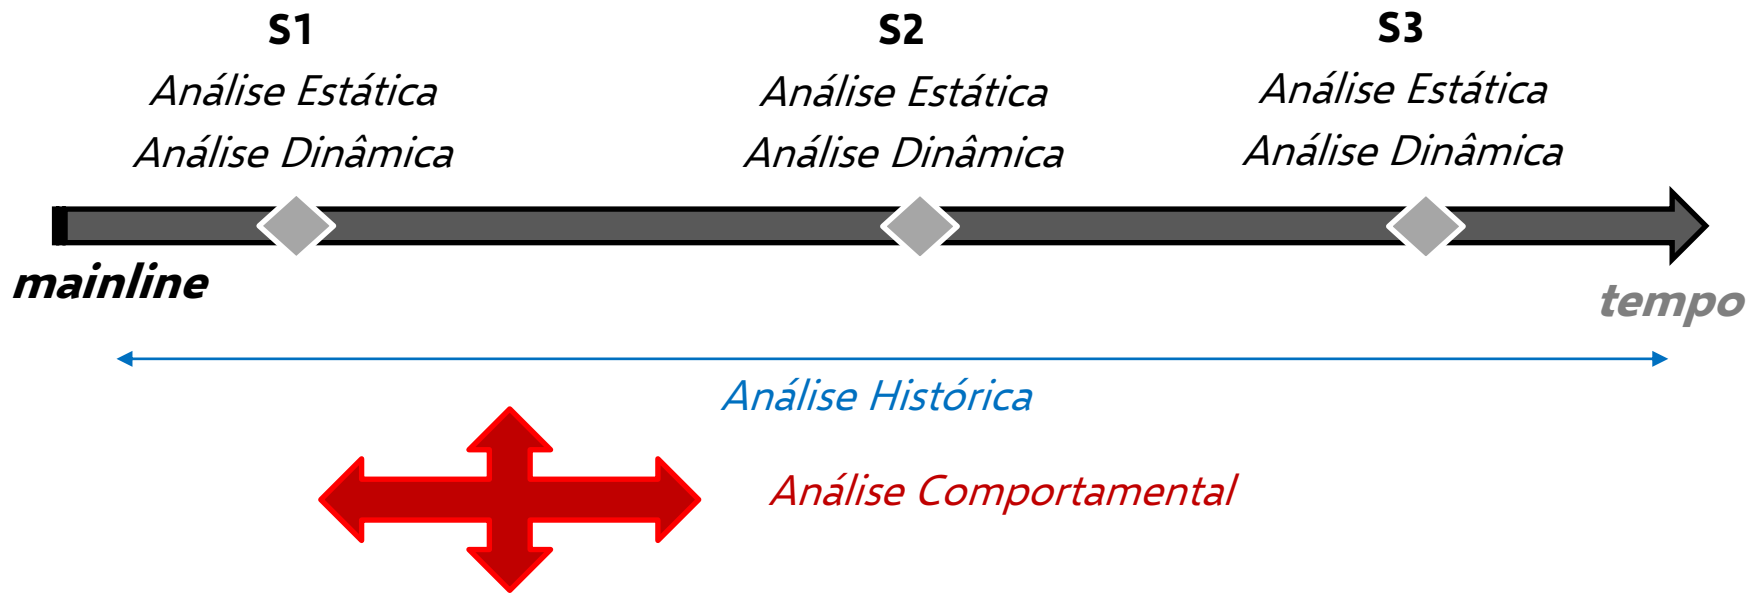 S1
Análise Estática
Análise Dinâmica
S2
Análise Estática
Análise Dinâmica
S3
Análise Estática
Análise Dinâmica
mainline
tempo
Análise Histórica
Análise Comportamental